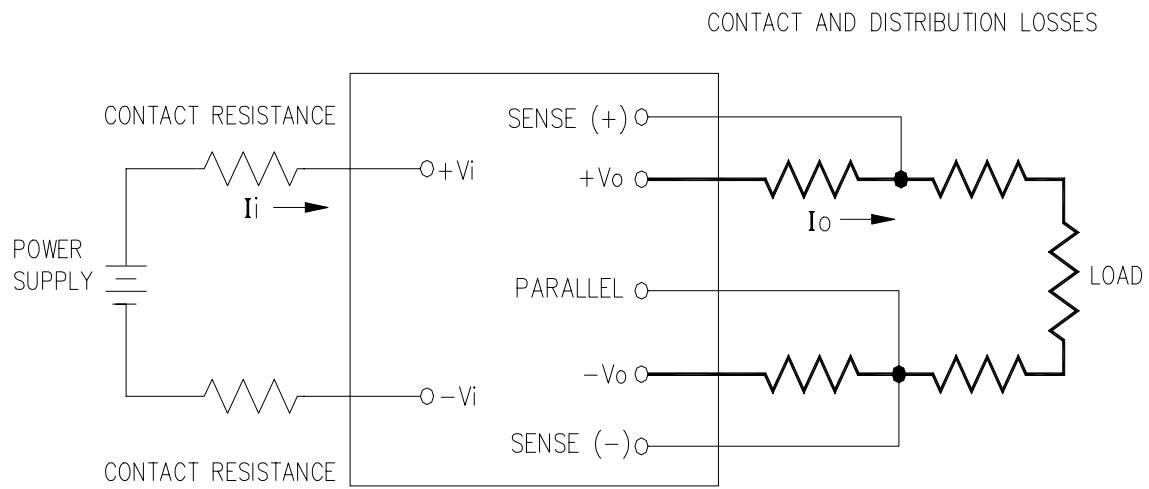 CONTACT AND DISTRIBUTION LOSSES
CONTACT RESISTANCE
SENSE (+)
+Vi
+Vo
Ii
Io
POWER
SUPPLY
PARALLEL
LOAD
-Vo
-Vi
SENSE (-)
CONTACT RESISTANCE